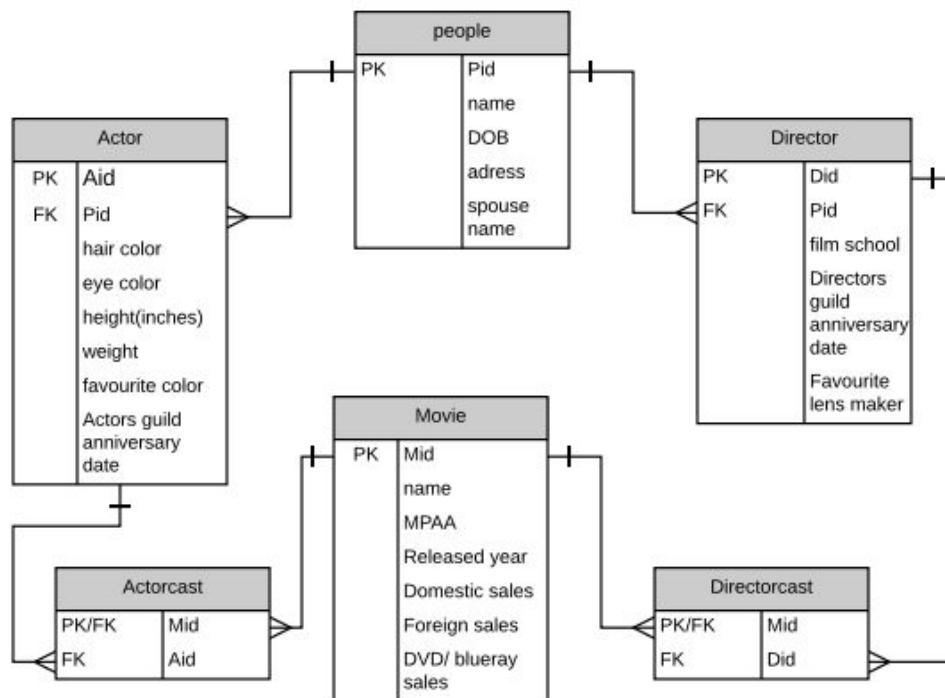 people
PK Pid
name
DOB
adress
spouse
name
Actor
PK Aid
FK Pid
hair color
eye color
height(inches)
weight
favourite color
Actors guild
anniversary
date
Director
PK Did
FK Pid
film school
Directors
guild
anniversary
date
Favourite
lens maker
Movie
PK Mid
name
MPAA
Released year
Domestic sales
Foreign sales
DVD/ blueray
sales
Actorcast
PK/FK Mid
FK Aid
Directorcast
PK/FK Mid
FK Did